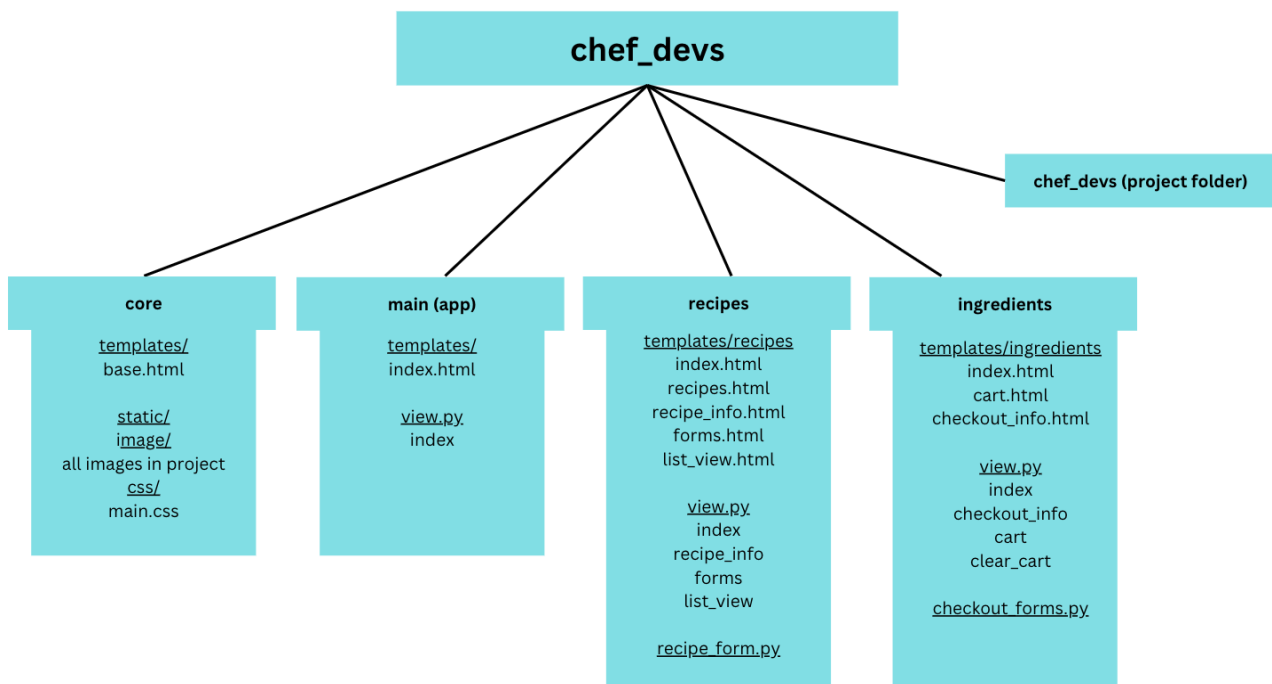 chef_devs
chef_devs (project folder)
core
templates/
base.html
static/
image/
all images in project
css/
main.css
main (app)
templates/
index.html
view.py
index
recipes
templates/recipes
index.html
recipes.html
recipe_info.html
forms.html
list_view.html
view.py
index
recipe_info
forms
list_view
recipe_form.py
ingredients
templates/ingredients
index.html
cart.html
checkout_info.html
view.py
index
checkout_info
cart
clear_cart
checkout_forms.py